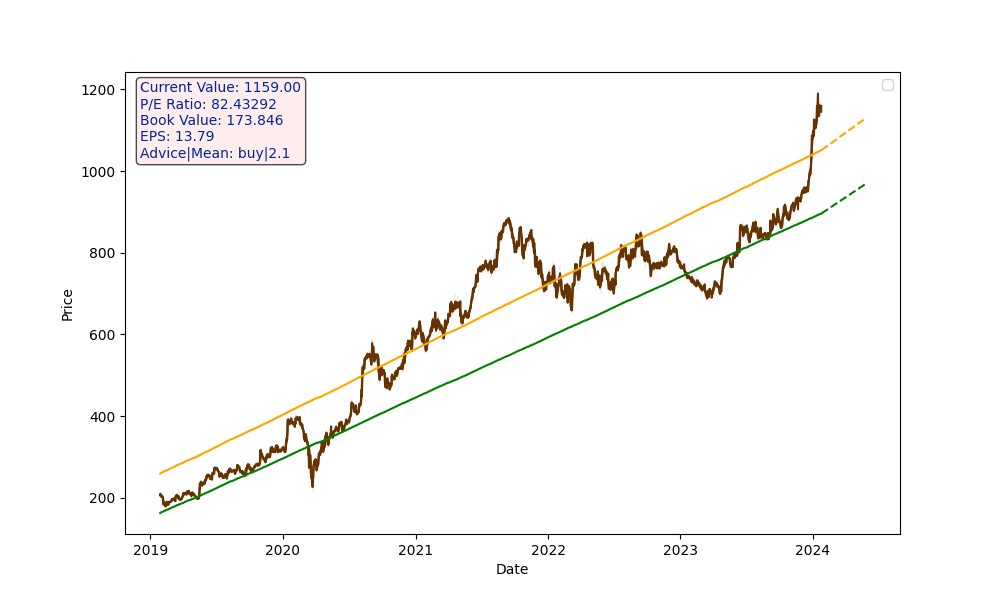 Current Value: 1159.00
P/E Ratio: 82.43292
Book Value: 173.846
EPS: 13.79
Advice|Mean: buy|2.1
1200
1000
800
600
400
200
Price
2019 2020 2021 2022 2023 2024
Date